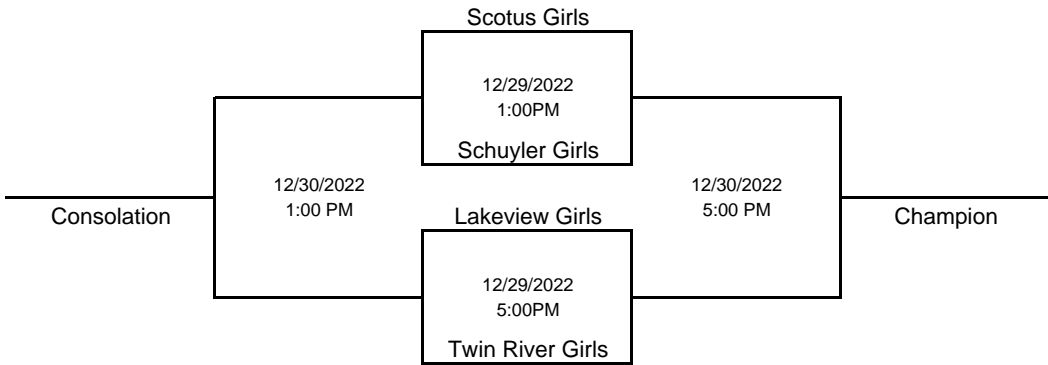 Scotus Girls
12/29/2022
1:00PM
Schuyler Girls
12/30/2022
1:00 PM
12/30/2022
5:00 PM
Consolation
Lakeview Girls
Champion
12/29/2022
5:00PM
Twin River Girls